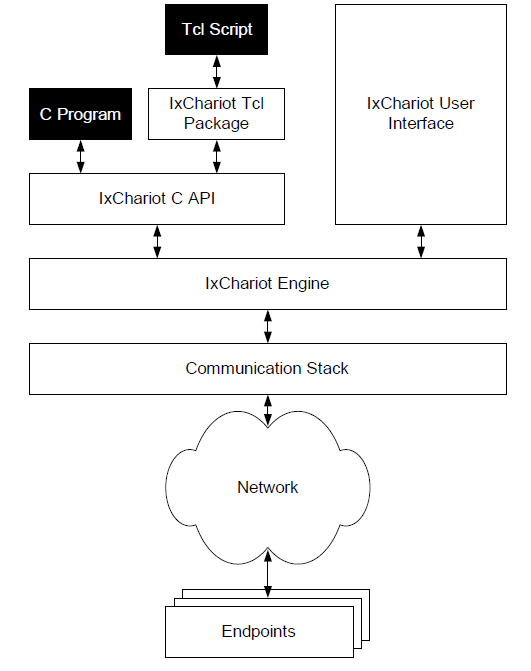 Tcl Script
C Program
IxChariot Tcl
Package
IxChariot User
Interface
IxChariot C API
IxChariot Engine
Communication Stack
Network
Endpoints